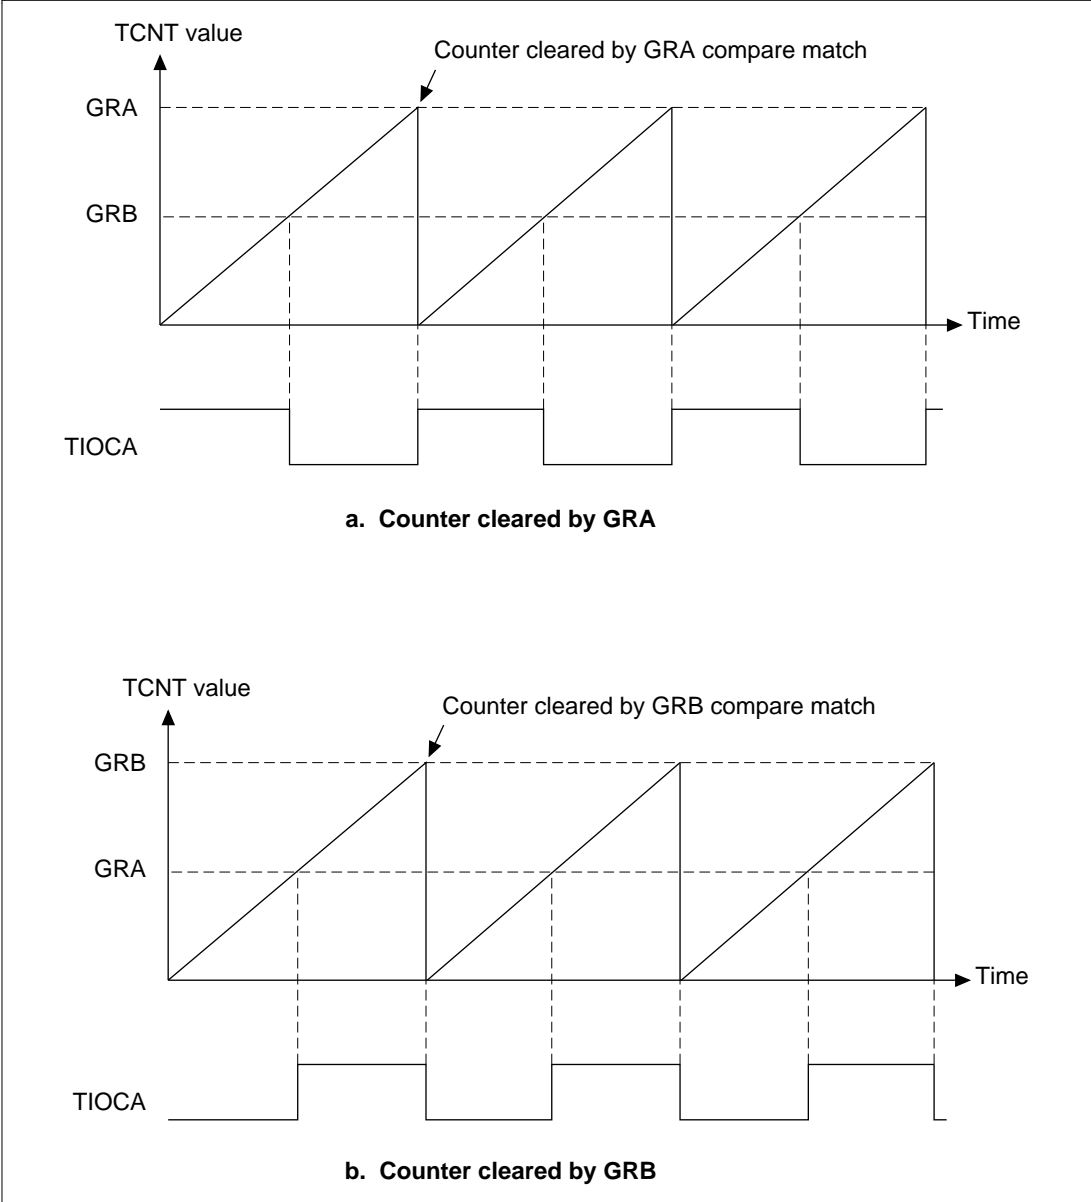 TCNT value
Counter cleared by GRA compare match
GRA
GRB
Time
TIOCA
a. Counter cleared by GRA
TCNT value
Counter cleared by GRB compare match
GRB
GRA
Time
TIOCA
b. Counter cleared by GRB